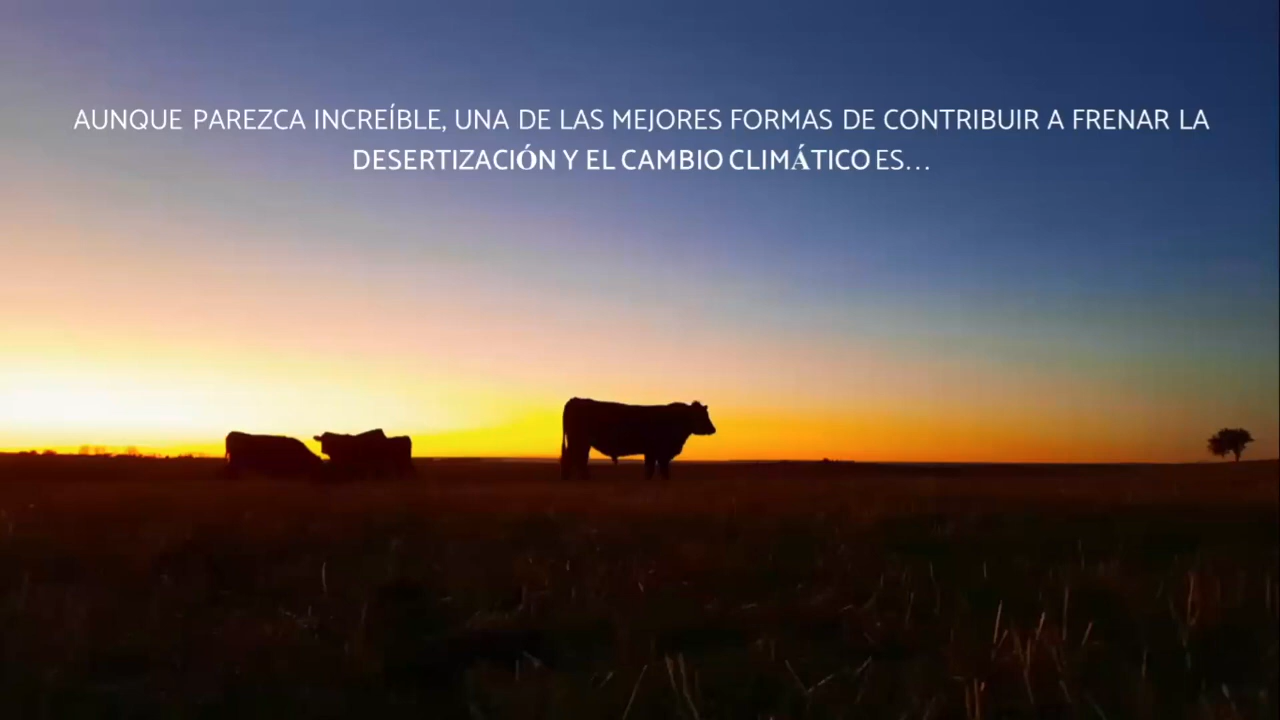 AUNQUE PAREZCA INCREÍBLE, UNA DE LAS MEJORES FORMAS DE CONTRIBUIR A FRENAR LA
DESERTIZACIÓN Y EL CAMBIO CLIMÁTICO ES...